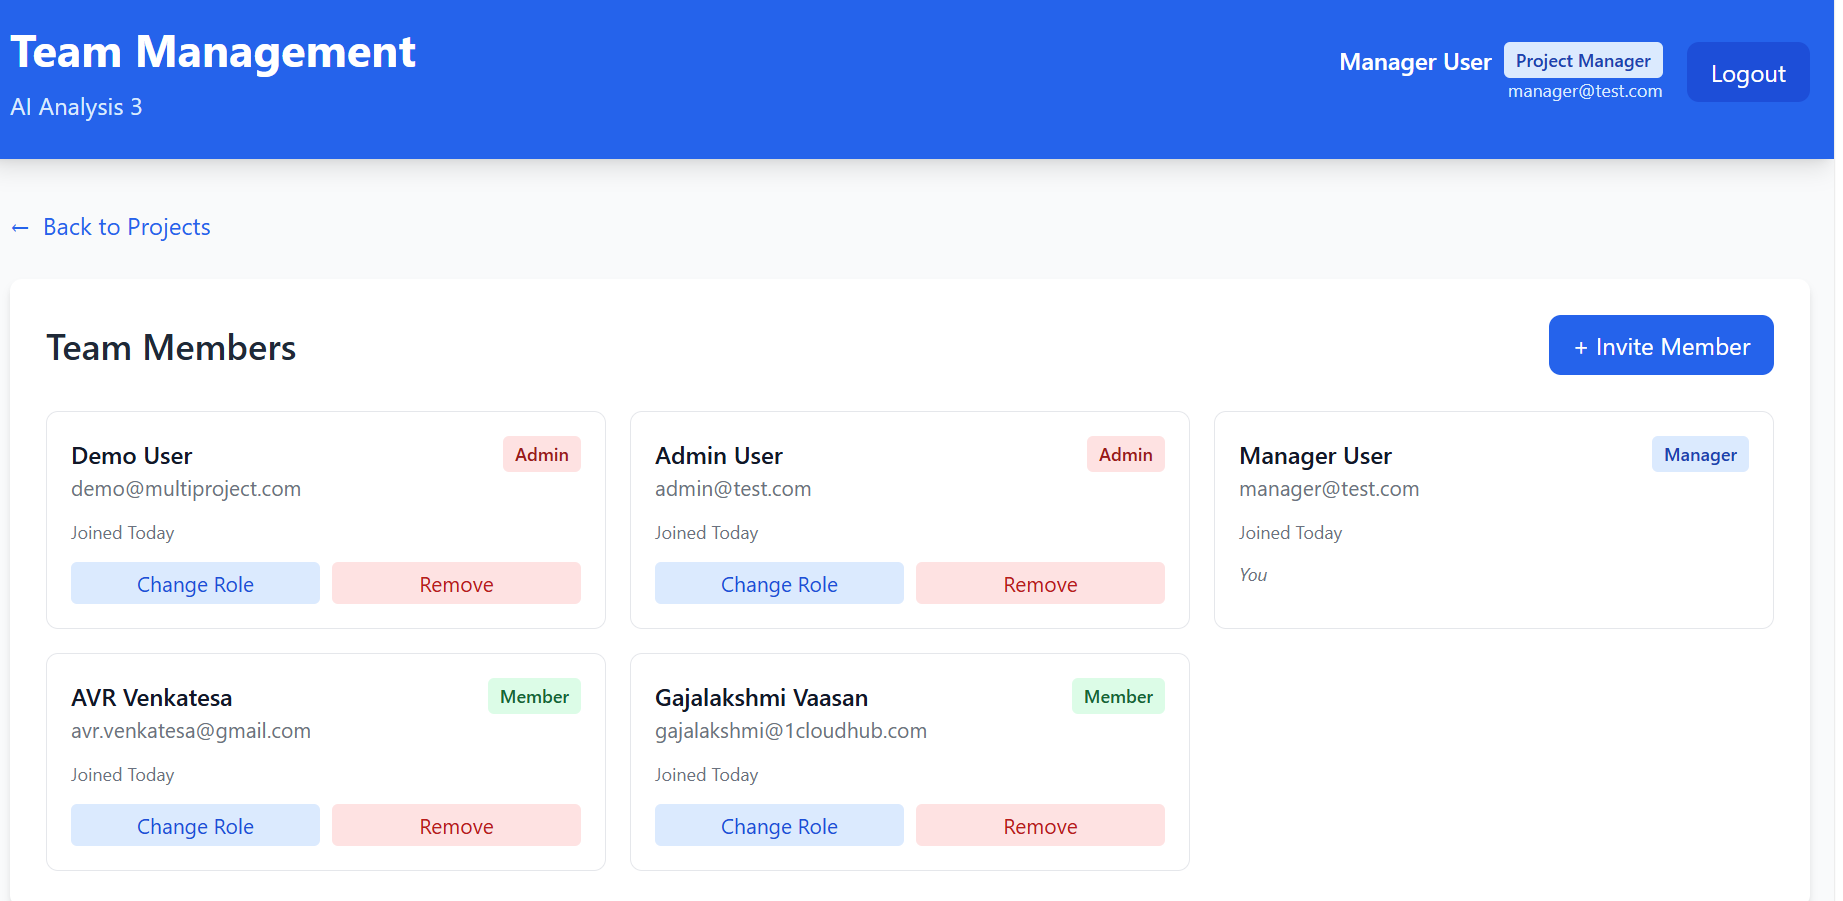 Team Management
AI Analysis 3
Manager User Project Manager
manager@test.com
Logout
← Back to Projects
Team Members
+ Invite Member
Demo User Admin
demo@multiproject.com
Joined Today
Change Role Remove
Admin User Admin
admin@test.com
Joined Today
Change Role Remove
Manager User Manager
manager@test.com
Joined Today
You
AVR Venkatesa Member
avr.venkatesa@gmail.com
Joined Today
Change Role Remove
Gajalakshmi Vaasan Member
gajalakshmi@1cloudhub.com
Joined Today
Change Role Remove